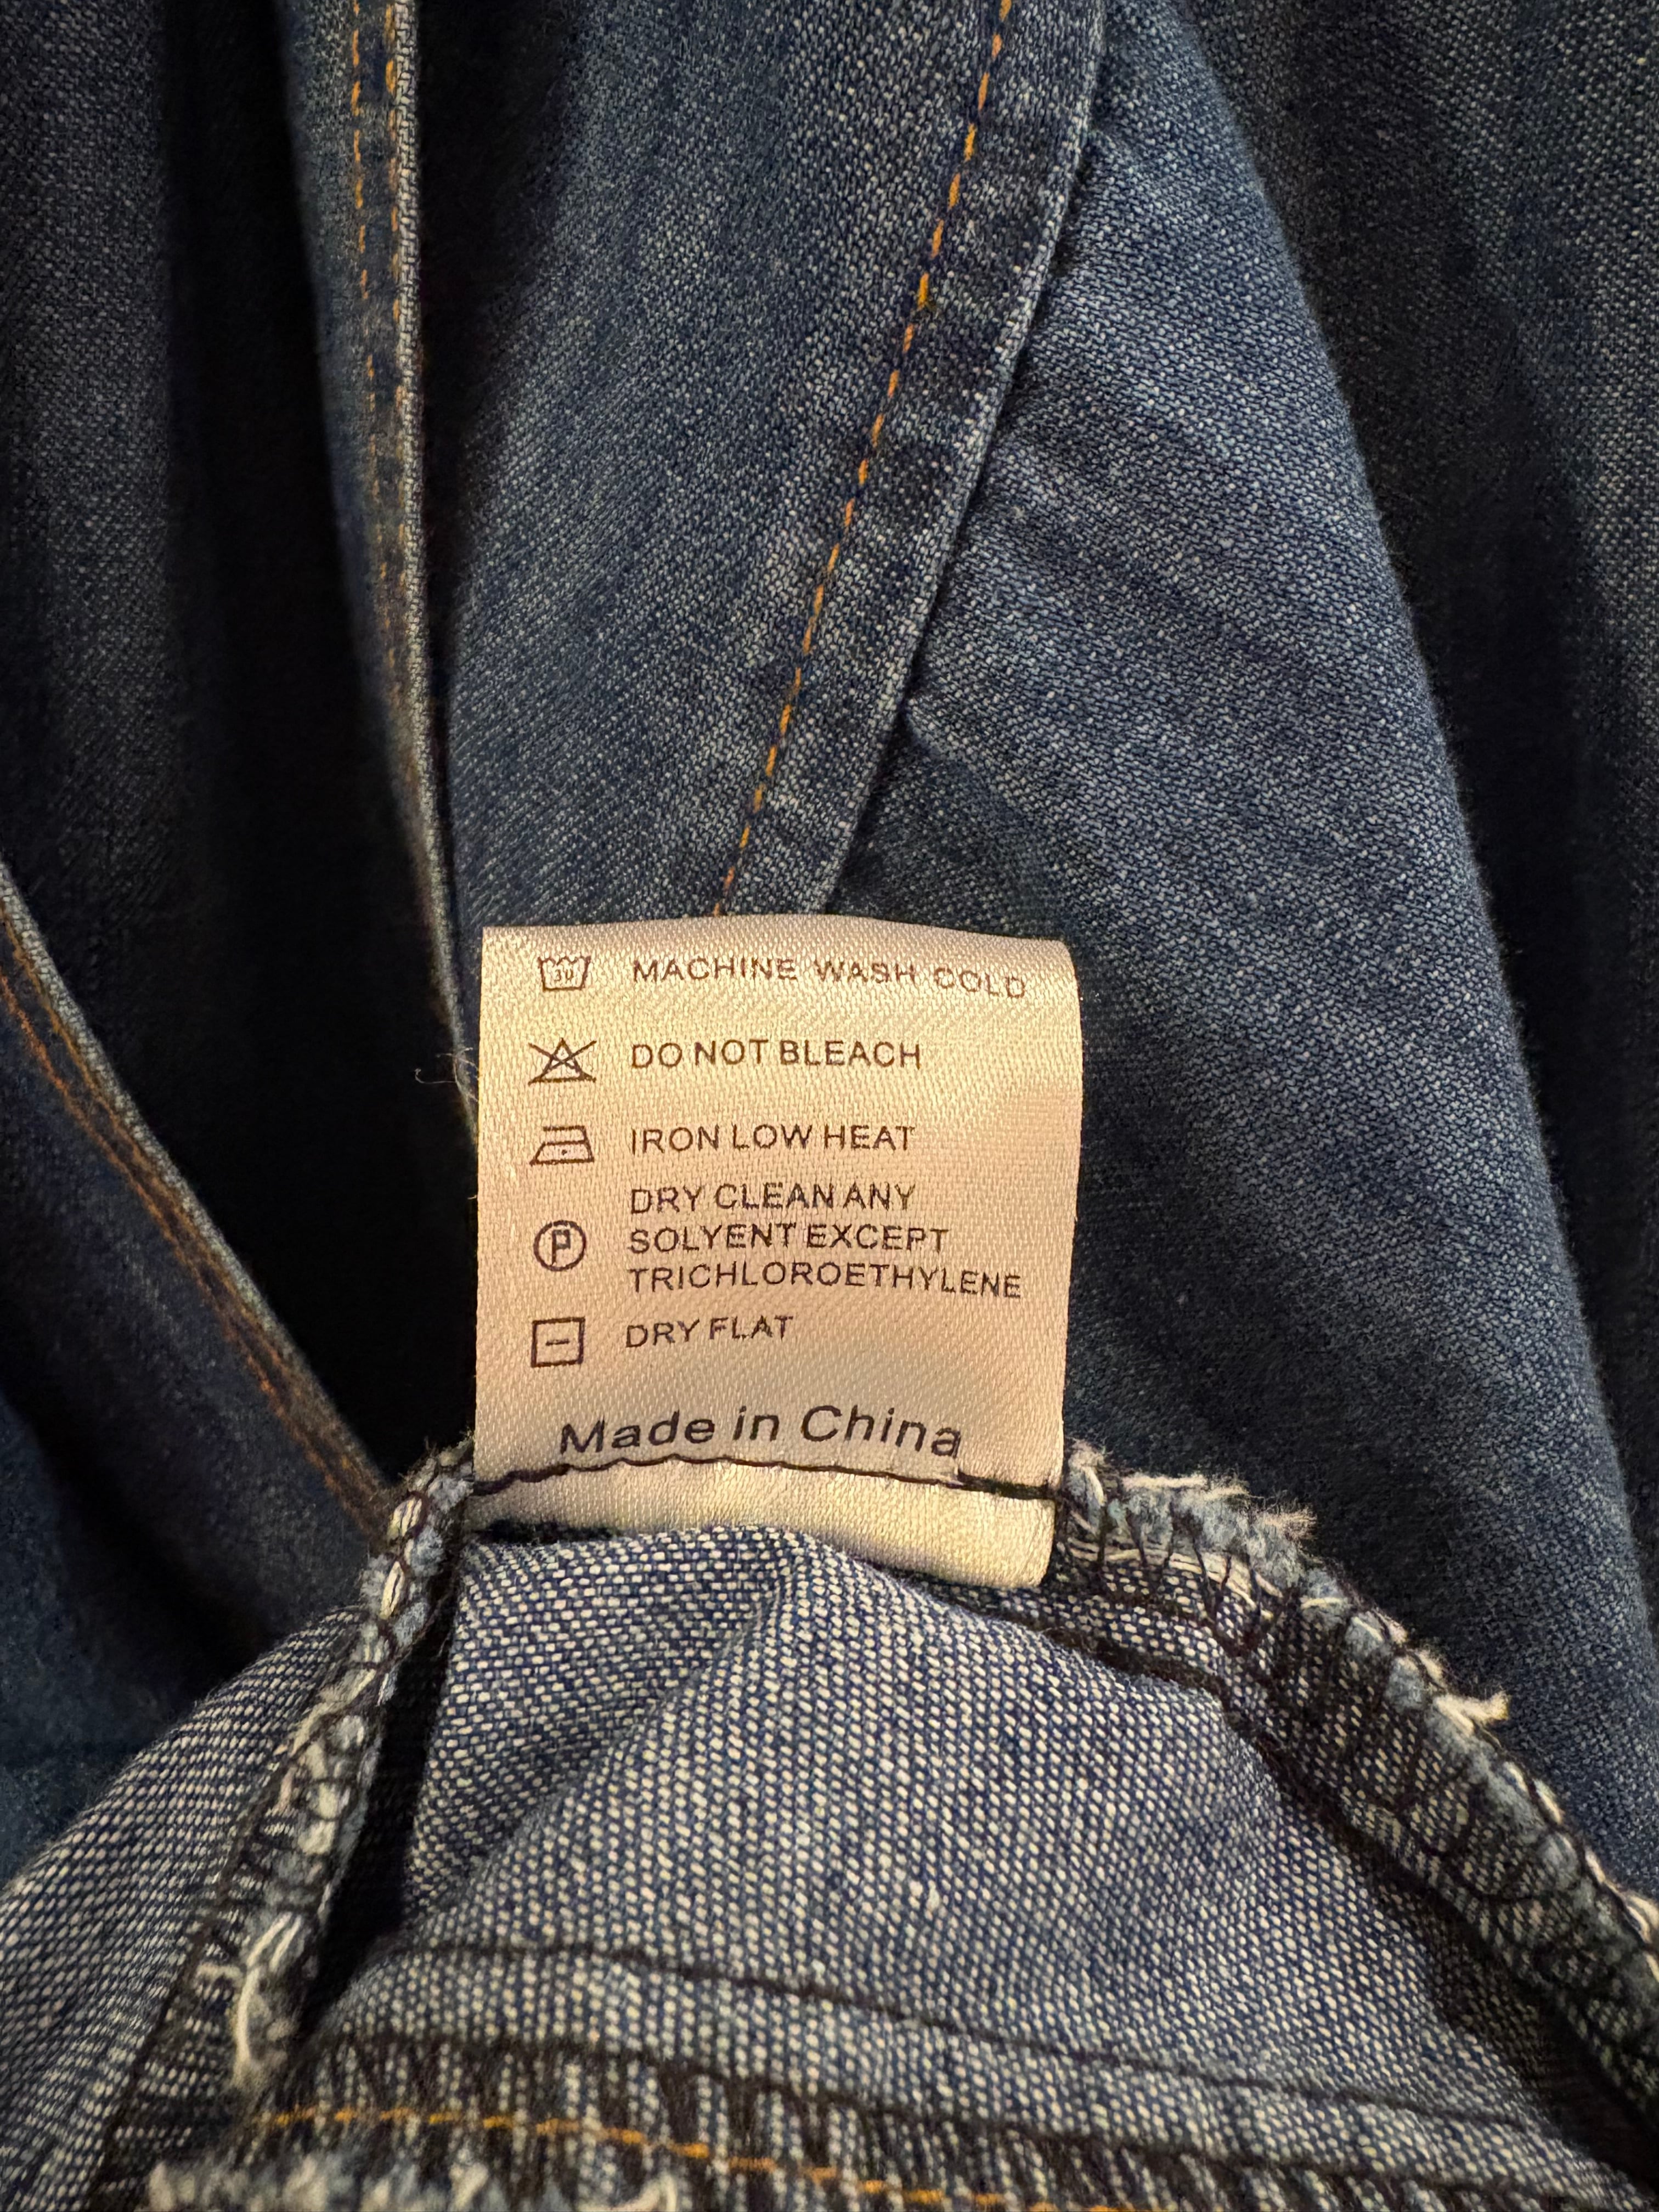 30 MACHINE WASH COLD
DO NOT BLEACH
IRON LOW HEAT
DRY CLEAN ANY
P SOLYENT EXCEPT
TRICHLOROETHYLENE
DRY FLAT
Made in China